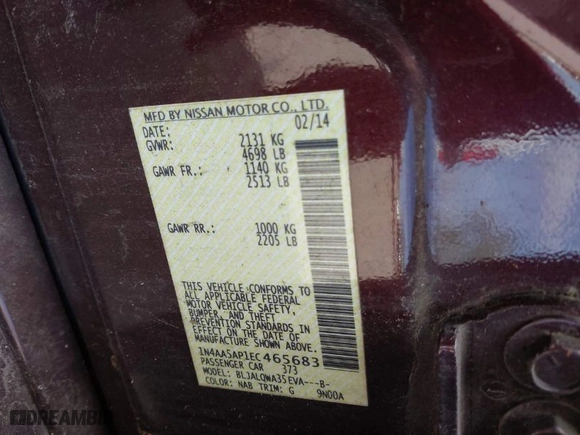 MFD BY NISSAN MOTOR CO., LTD.
DATE: 02/14
GVWR: 2131 KG
4698 LB
GAWR FR.: 1140 KG
2513 LB
GAWR RR.: 1000 KG
2205 LB
THIS VEHICLE CONFORMS TO
ALL APPLICABLE FEDERAL
MOTOR VEHICLE SAFETY,
BUMPER, AND THEFT
PREVENTION STANDARDS IN
EFFECT ON THE DATE OF
MANUFACTURE SHOWN ABOVE.
1N4AA5AP1EC465683
PASSENGER CAR 373
MODEL: BLJALQWA35EVA---B-
COLOR: NAB TRIM: G 9N00A
DREAMBID